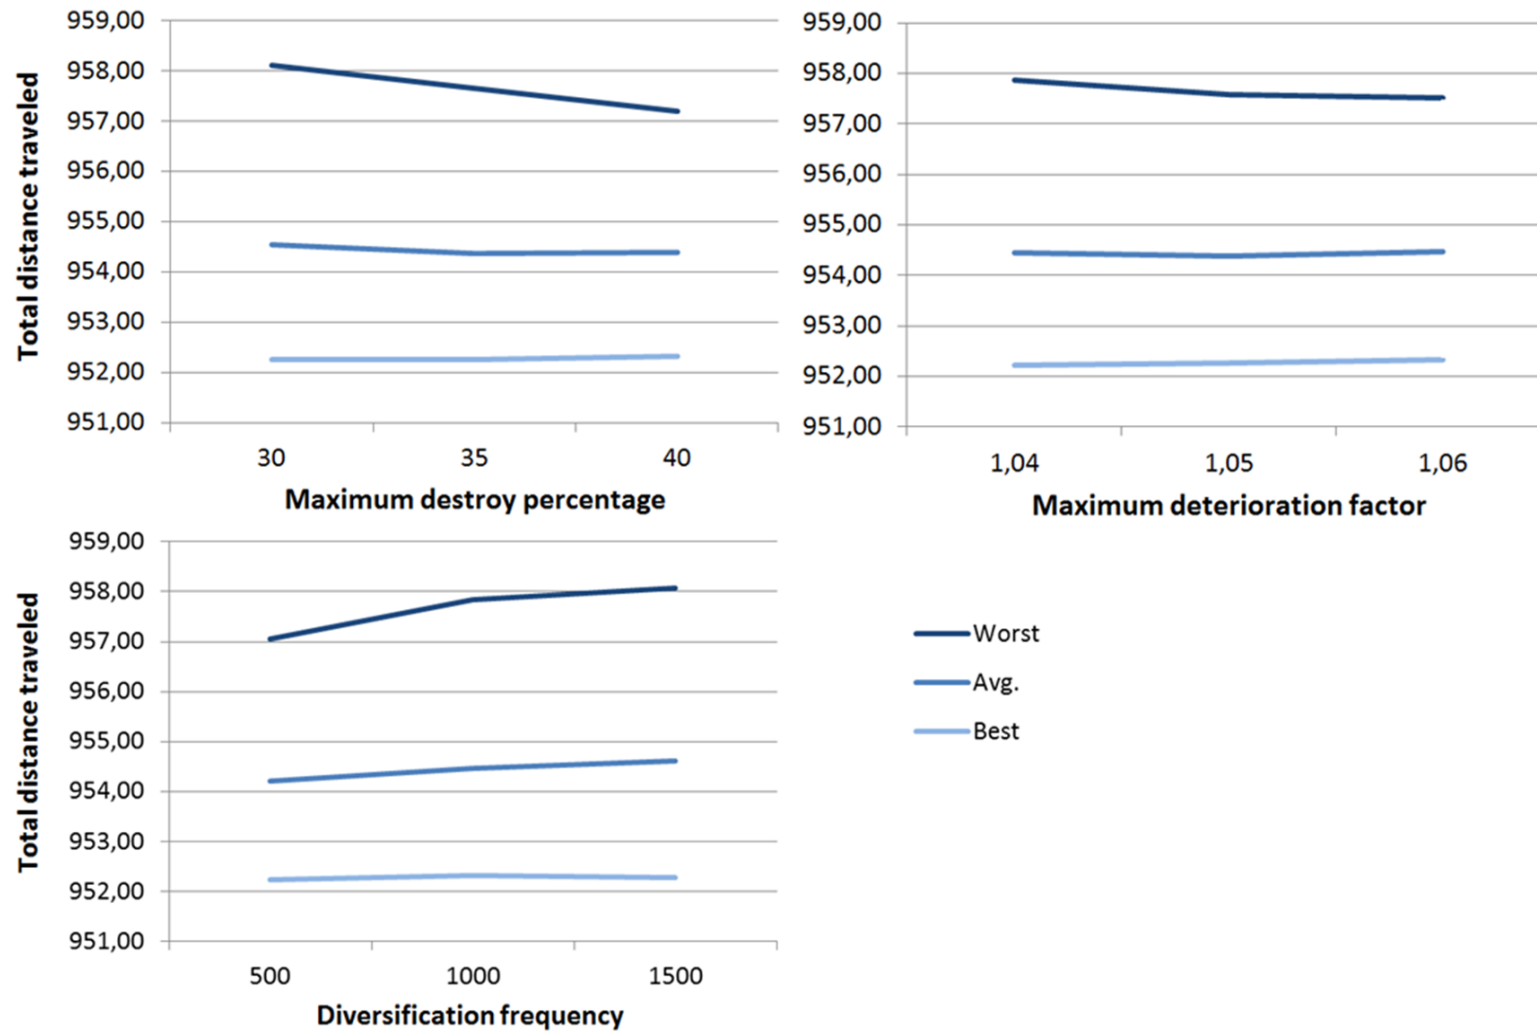 Total distance traveled
959,00
958,00
957,00
956,00
955,00
954,00
953,00
952,00
951,00
30 35 40
Maximum destroy percentage
959,00
958,00
957,00
956,00
955,00
954,00
953,00
952,00
951,00
1,04 1,05 1,06
Maximum deterioration factor
Total distance traveled
959,00
958,00
957,00
956,00
955,00
954,00
953,00
952,00
951,00
500 1000 1500
Diversification frequency
Worst
Avg.
Best